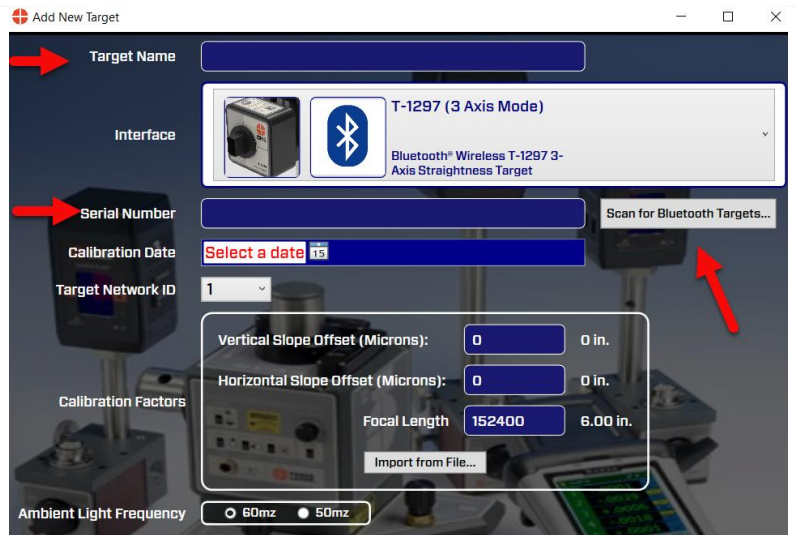 Add New Target
Target Name
Interface
T-1297 (3 Axis Mode)
Bluetooth® Wireless T-1297 3-
Axis Straightness Target
Serial Number
Scan for Bluetooth Targets...
Calibration Date
Select a date 15
Target Network ID
1
Calibration Factors
Vertical Slope Offset (Microns): 0 0 in.
Horizontal Slope Offset (Microns): 0 0 in.
Focal Length 152400 6.00 in.
Import from File...
Ambient Light Frequency
60mz 50mz